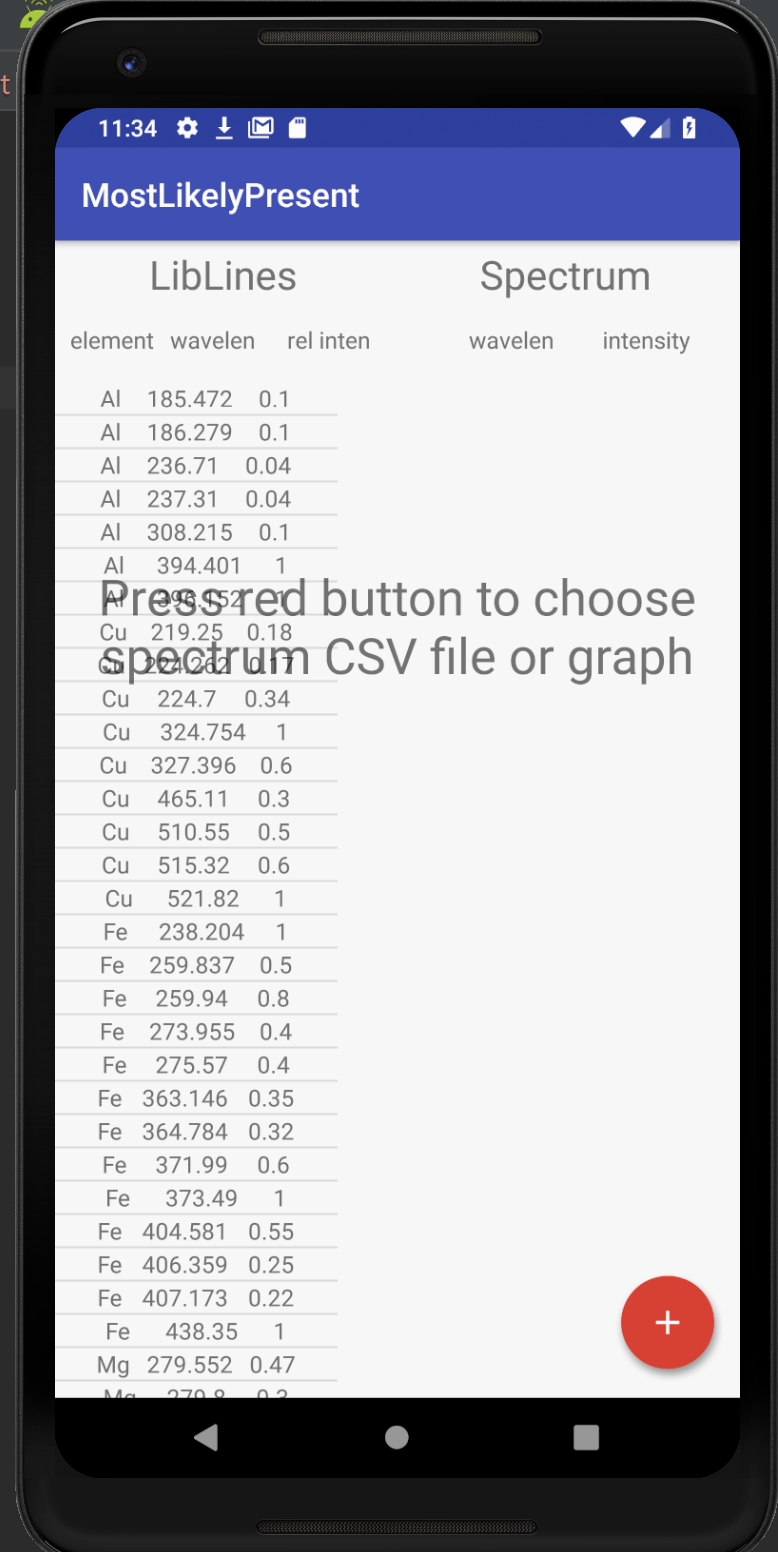 t
11:34
MostLikelyPresent
LibLines Spectrum
element wavelen rel inten wavelen intensity
Al 185.472 0.1
Al 186.279 0.1
Al 236.71 0.04
Al 237.31 0.04
Al 308.215 0.1
Al 394.401 1
Al 396.152 1
Press red button to choose
Cu 219.25 0.18
spectrum CSV file or graph
Cu 224.262 0.17
Cu 224.7 0.34
Cu 324.754 1
Cu 327.396 0.6
Cu 465.11 0.3
Cu 510.55 0.5
Cu 515.32 0.6
Cu 521.82 1
Fe 238.204 1
Fe 259.837 0.5
Fe 259.94 0.8
Fe 273.955 0.4
Fe 275.57 0.4
Fe 363.146 0.35
Fe 364.784 0.32
Fe 371.99 0.6
Fe 373.49 1
Fe 404.581 0.55
Fe 406.359 0.25
Fe 407.173 0.22
Fe 438.35 1
Mg 279.552 0.47
Mg 279.8
+